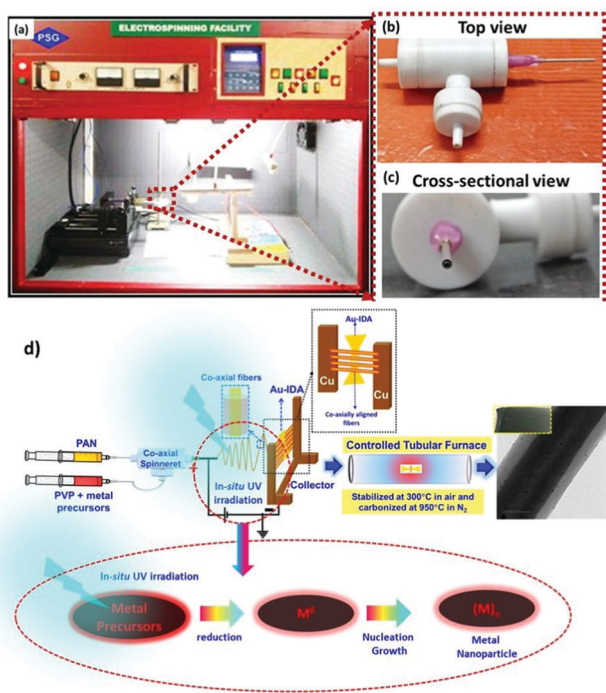 (a)
PSG
ELECTROSPINNING FACILITY
(b)
Top view
(c)
Cross-sectional view
d)
Au-IDA
Cu
Cu
Co-axially aligned
fibers
Co-axial fibers
Au-IDA
PAN
Co-axial
Spinneret
PVP + metal
precursors
In-situ UV
irradiation
Collector
Controlled Tubular Furnace
Stabilized at 300°C in air and
carbonized at 950°C in N₂
In-situ UV irradiation
Metal
Precursors
reduction
M⁰
Nucleation
Growth
(M)ₙ
Metal
Nanoparticle